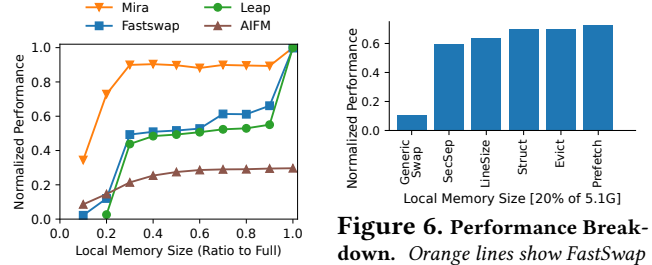 Mira
Fastswap
Leap
AIFM
Normalized Performance
1.0
0.8
0.6
0.4
0.2
0.0
0.0 0.2 0.4 0.6 0.8 1.0
Local Memory Size (Ratio to Full)
Normalized Performance
0.6
0.4
0.2
0.0
Generic
Swap
SecSep
LineSize
Struct
Evict
Prefetch
Local Memory Size [20% of 5.1G]
Figure 6. Performance Break-
down. Orange lines show FastSwap